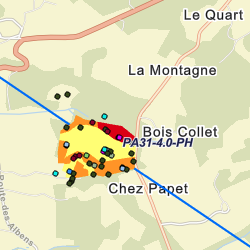 Le Quart
La Montagne
Bois Collet
PA31-4.0-PH
Chez Papet
Route-des-Albens